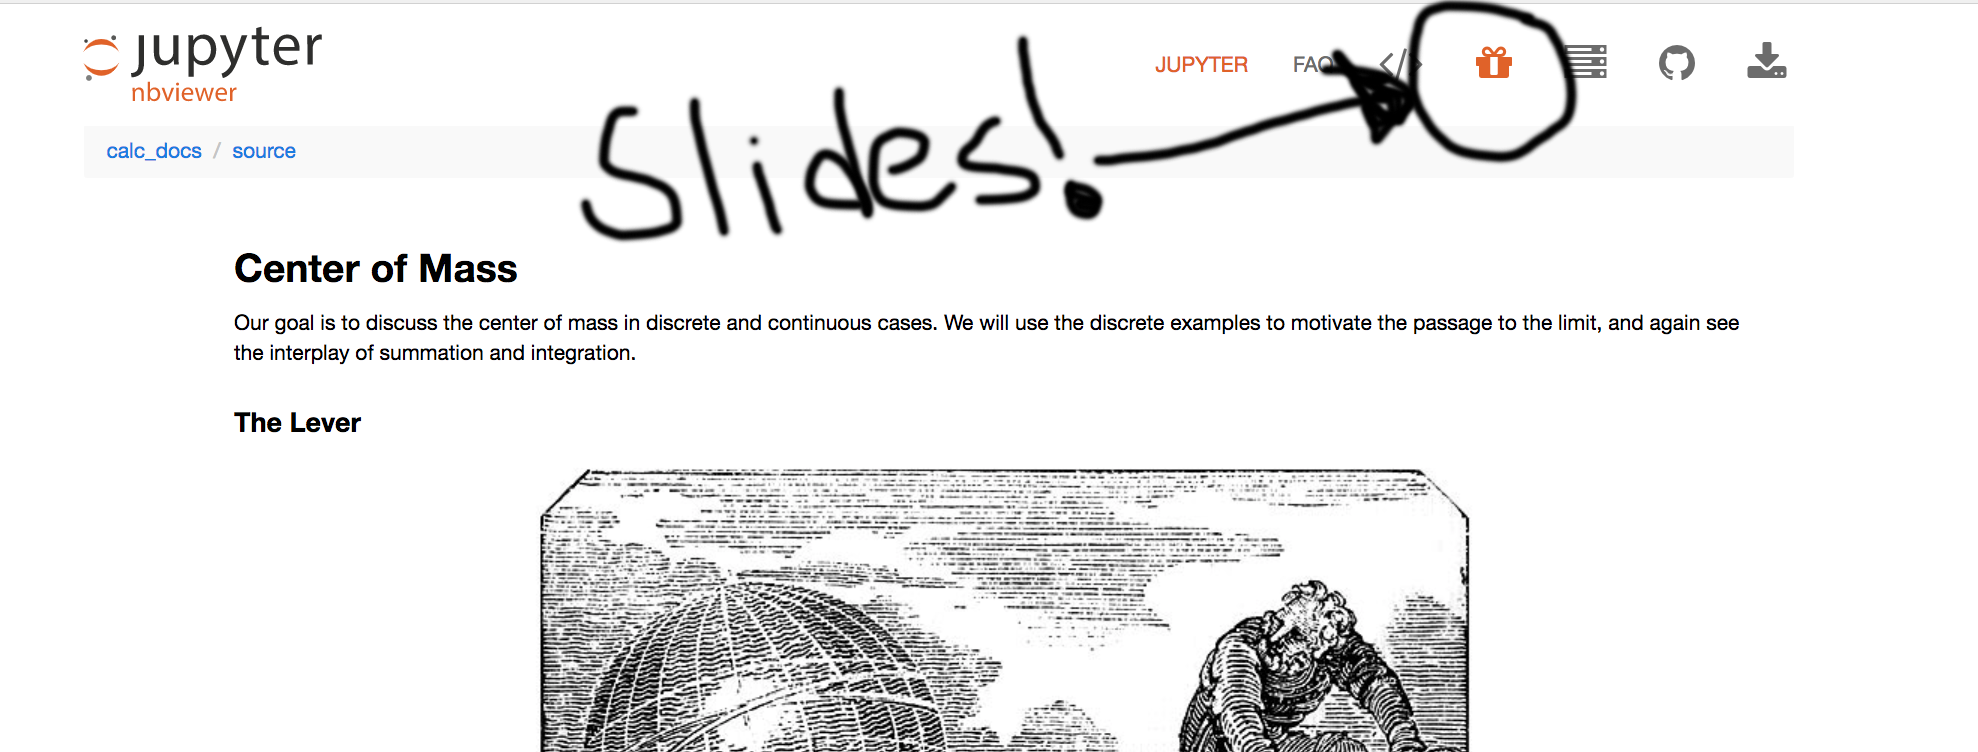 jupyter
nbviewer
JUPYTER FAQ </>
calc_docs / source
Slides!
Center of Mass
Our goal is to discuss the center of mass in discrete and continuous cases. We will use the discrete examples to motivate the passage to the limit, and again see
the interplay of summation and integration.
The Lever